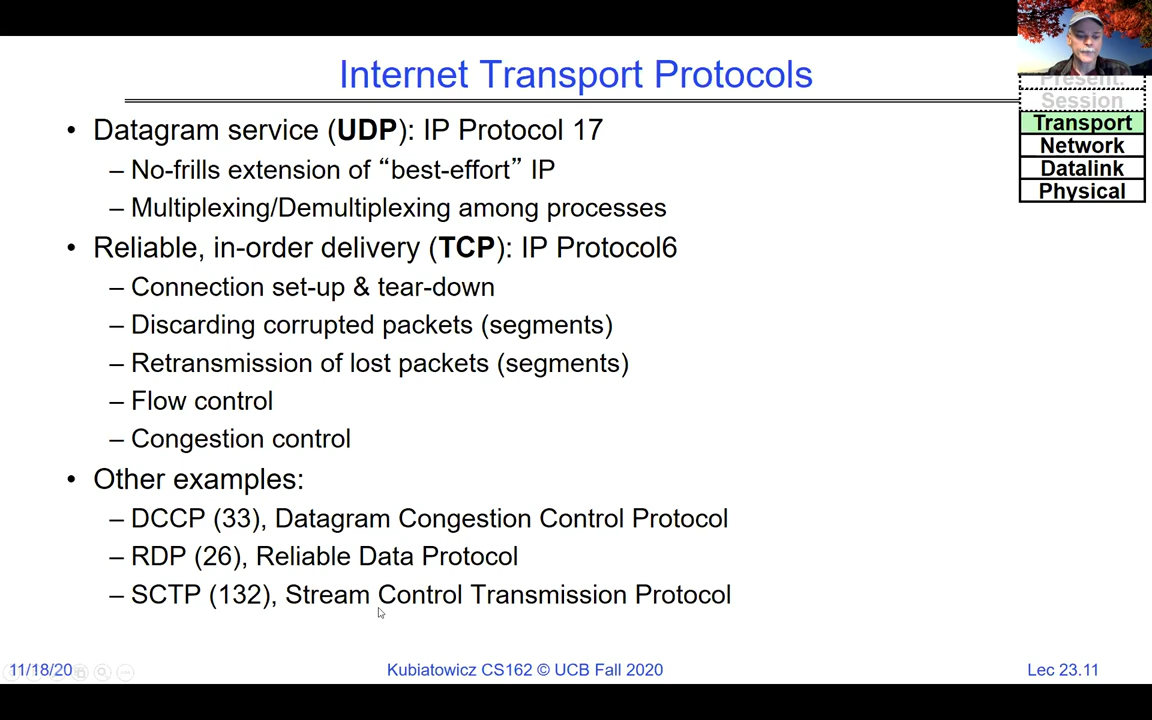 Internet Transport Protocols
• Datagram service (UDP): IP Protocol 17
– No-frills extension of “best-effort” IP
– Multiplexing/Demultiplexing among processes
• Reliable, in-order delivery (TCP): IP Protocol6
– Connection set-up & tear-down
– Discarding corrupted packets (segments)
– Retransmission of lost packets (segments)
– Flow control
– Congestion control
• Other examples:
– DCCP (33), Datagram Congestion Control Protocol
– RDP (26), Reliable Data Protocol
– SCTP (132), Stream Control Transmission Protocol
Present.
Session
Transport
Network
Datalink
Physical
11/18/20
Kubiatowicz CS162 © UCB Fall 2020
Lec 23.11